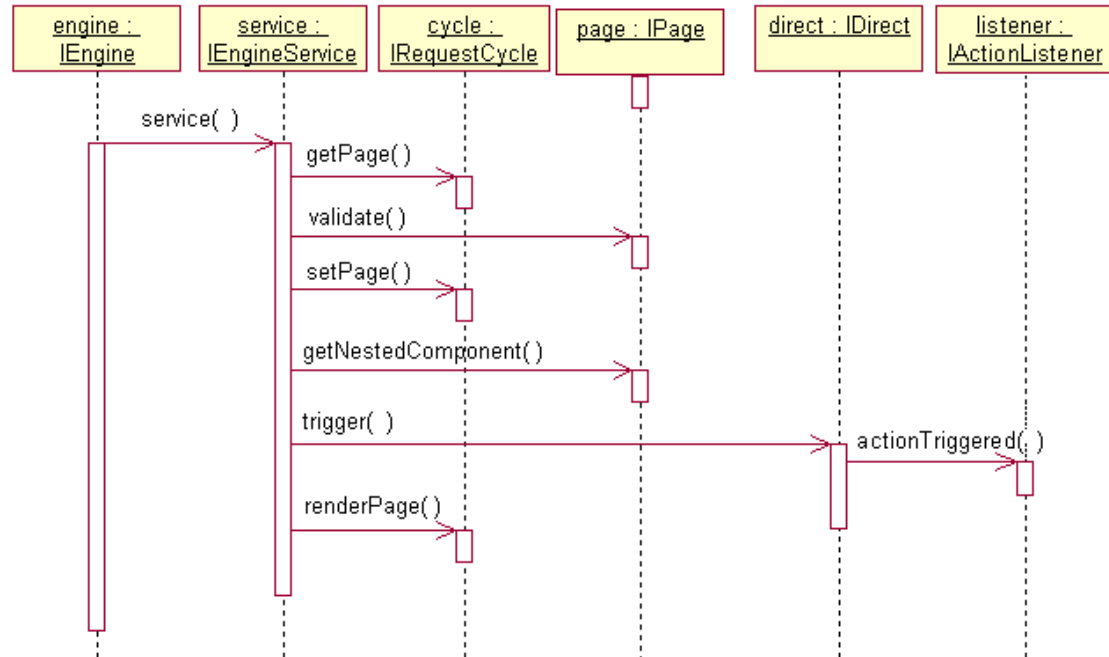 engine :
IEngine
service :
IEngineService
cycle :
IRequestCycle
page : IPage
direct : IDirect
listener :
IActionListener
service( )
getPage( )
validate( )
setPage( )
getNestedComponent( )
trigger( )
actionTriggered( )
renderPage( )